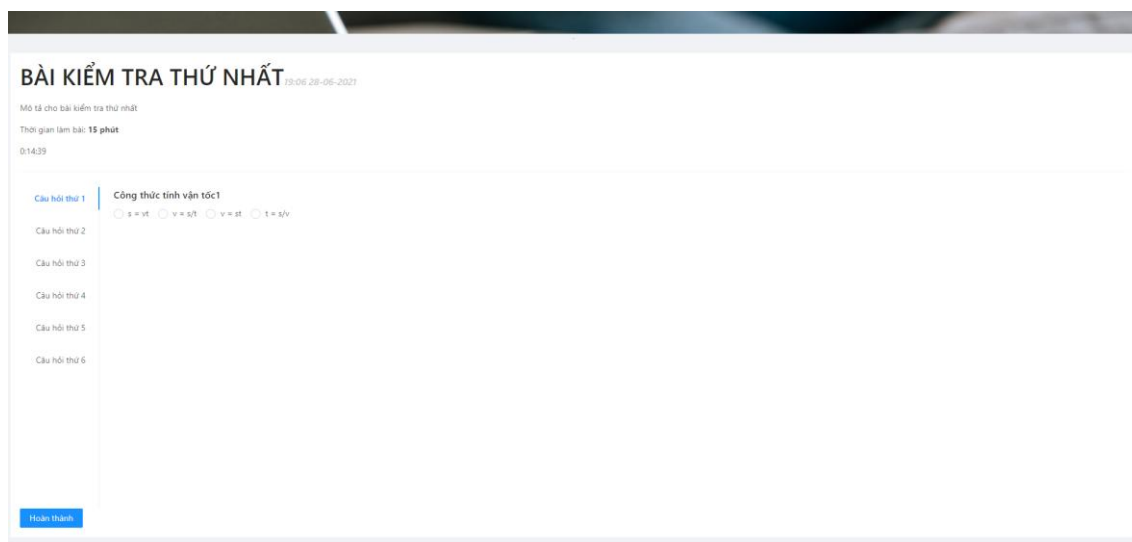 BÀI KIỂM TRA THỨ NHẤT 19:06 28-06-2021
Mô tả cho bài kiểm tra thứ nhất
Thời gian làm bài: 15 phút
0:14:39
Câu hỏi thứ 1
Công thức tính vận tốc1
s = vt v = s/t v = st t = s/v
Câu hỏi thứ 2
Câu hỏi thứ 3
Câu hỏi thứ 4
Câu hỏi thứ 5
Câu hỏi thứ 6
Hoàn thành